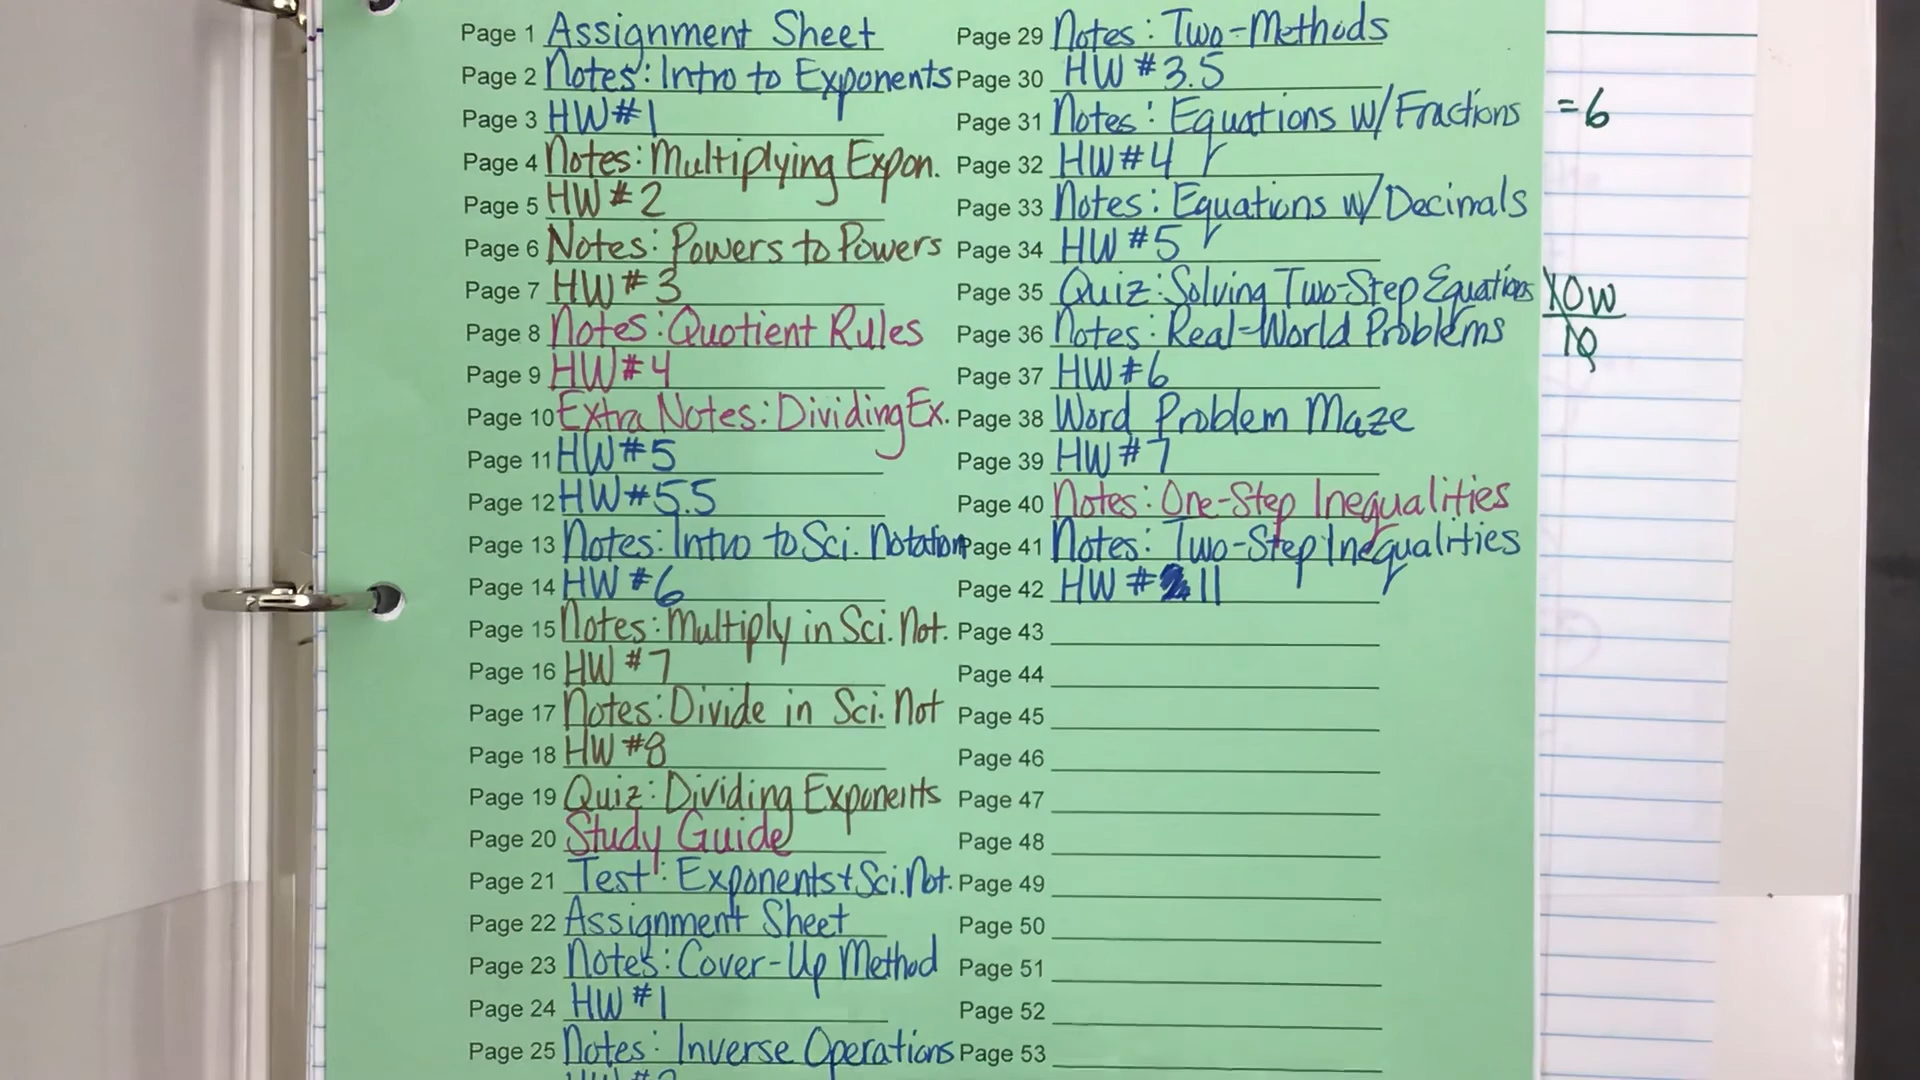 Page 1 Assignment Sheet
Page 2 Notes: Intro to Exponents
Page 3 HW#1
Page 4 Notes: Multiplying Expon.
Page 5 HW #2
Page 6 Notes: Powers to Powers
Page 7 HW #3
Page 8 Notes: Quotient Rules
Page 9 HW #4
Page 10 Extra Notes: Dividing Ex.
Page 11 HW #5
Page 12 HW #5.5
Page 13 Notes: Intro to Sci. Notation
Page 14 HW #6
Page 15 Notes: Multiply in Sci. Not.
Page 16 HW #7
Page 17 Notes: Divide in Sci. Not
Page 18 HW #8
Page 19 Quiz: Dividing Exponents
Page 20 Study Guide
Page 21 Test: Exponents + Sci. Not.
Page 22 Assignment Sheet
Page 23 Notes: Cover-Up Method
Page 24 HW #1
Page 25 Notes: Inverse Operations
Page 29 Notes: Two-Methods
Page 30 HW #3.5
Page 31 Notes: Equations w/ Fractions
Page 32 HW #4
Page 33 Notes: Equations w/ Decimals
Page 34 HW #5
Page 35 Quiz: Solving Two-Step Equations
Page 36 Notes: Real-World Problems
Page 37 HW #6
Page 38 Word Problem Maze
Page 39 HW #7
Page 40 Notes: One-Step Inequalities
Page 41 Notes: Two-Step Inequalities
Page 42 HW # 11
Page 43
Page 44
Page 45
Page 46
Page 47
Page 48
Page 49
Page 50
Page 51
Page 52
Page 53
=6
10w
10